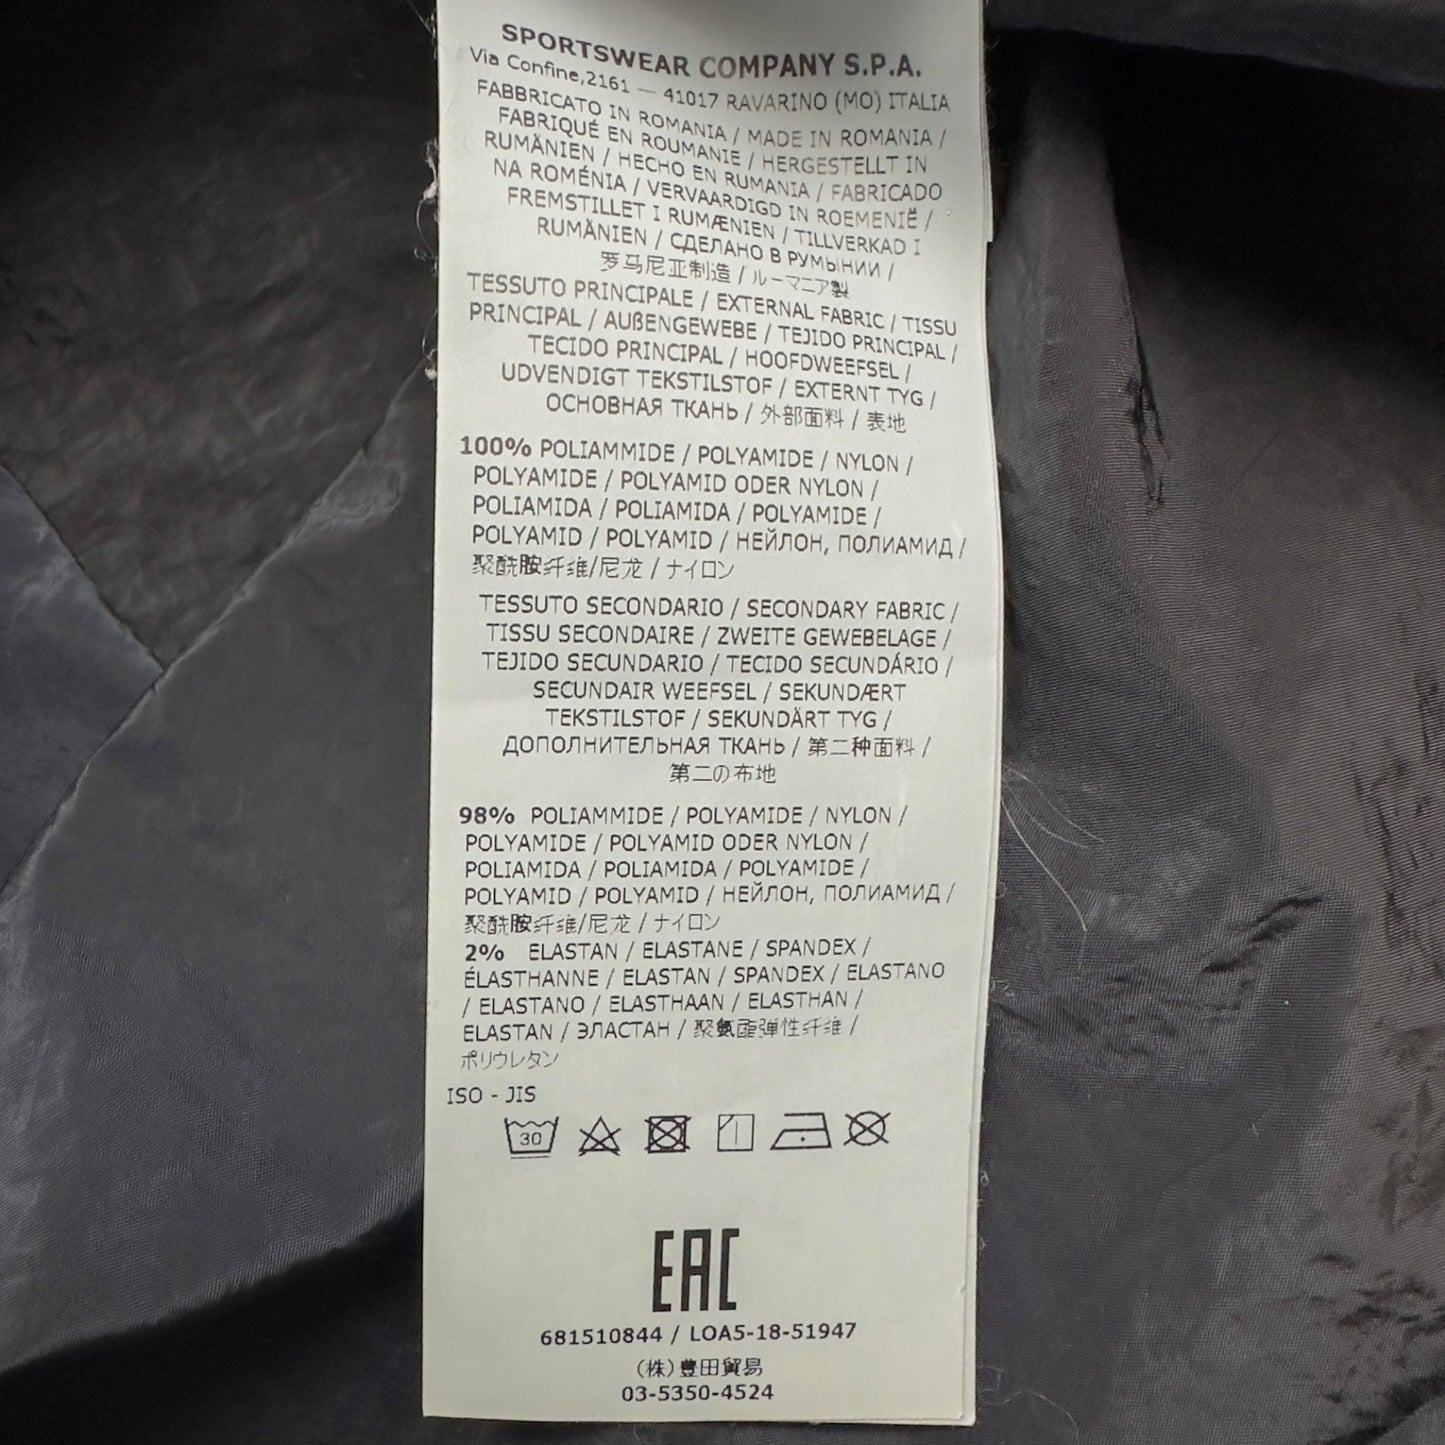 SPORTSWEAR COMPANY S.P.A.
Via Confine,2161 — 41017 RAVARINO (MO) ITALIA
FABBRICATO IN ROMANIA / MADE IN ROMANIA /
FABRIQUÉ EN ROUMANIE / HERGESTELLT IN
RUMÄNIEN / HECHO EN RUMANIA / FABRICADO
NA ROMÉNIA / VERVAARDIGD IN ROEMENIË /
FREMSTILLET I RUMÆNIEN / TILLVERKAD I
RUMÄNIEN / СДЕЛАНО В РУМЫНИИ /
罗马尼亚制造 / ルーマニア製
TESSUTO PRINCIPALE / EXTERNAL FABRIC / TISSU
PRINCIPAL / AUßENGEWEBE / TEJIDO PRINCIPAL /
TECIDO PRINCIPAL / HOOFDWEEFSEL /
UDVENDIGT TEKSTILSTOF / EXTERNT TYG /
ОСНОВНАЯ ТКАНЬ / 外部面料 / 表地
100% POLIAMMIDE / POLYAMIDE / NYLON /
POLYAMIDE / POLYAMID ODER NYLON /
POLIAMIDA / POLIAMIDA / POLYAMIDE /
POLYAMID / POLYAMID / НЕЙЛОН, ПОЛИАМИД /
聚酰胺纤维/尼龙 / ナイロン
TESSUTO SECONDARIO / SECONDARY FABRIC /
TISSU SECONDAIRE / ZWEITE GEWEBELAGE /
TEJIDO SECUNDARIO / TECIDO SECUNDÁRIO /
SECUNDAIR WEEFSEL / SEKUNDÆRT
TEKSTILSTOF / SEKUNDÄRT TYG /
ДОПОЛНИТЕЛЬНАЯ ТКАНЬ / 第二种面料 /
第二の布地
98% POLIAMMIDE / POLYAMIDE / NYLON /
POLYAMIDE / POLYAMID ODER NYLON /
POLIAMIDA / POLIAMIDA / POLYAMIDE /
POLYAMID / POLYAMID / НЕЙЛОН, ПОЛИАМИД /
聚酰胺纤维/尼龙 / ナイロン
2% ELASTAN / ELASTANE / SPANDEX /
ÉLASTHANNE / ELASTAN / SPANDEX / ELASTANO
/ ELASTANO / ELASTHAAN / ELASTHAN /
ELASTAN / ЭЛАСТАН / 聚氨酯弹性纤维 /
ポリウレタン
ISO - JIS
30
EAC
681510844 / LOA5-18-51947
(株)豊田貿易
03-5350-4524